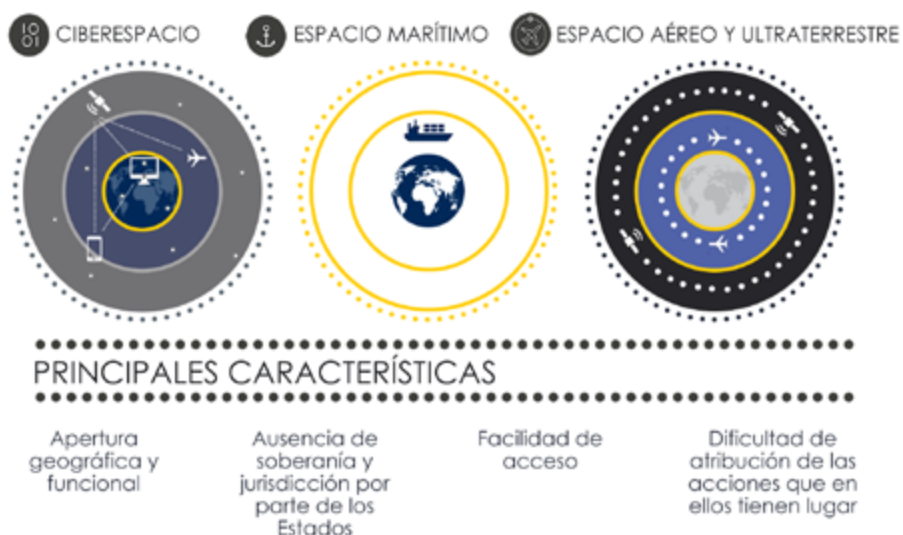 CIBERESPACIO
ESPACIO MARÍTIMO
ESPACIO AÉREO Y ULTRATERRESTRE
PRINCIPALES CARACTERÍSTICAS
Apertura
geográfica y
funcional
Ausencia de
soberanía y
jurisdicción por
parte de los
Estados
Facilidad de
acceso
Dificultad de
atribución de las
acciones que en
ellos tienen lugar